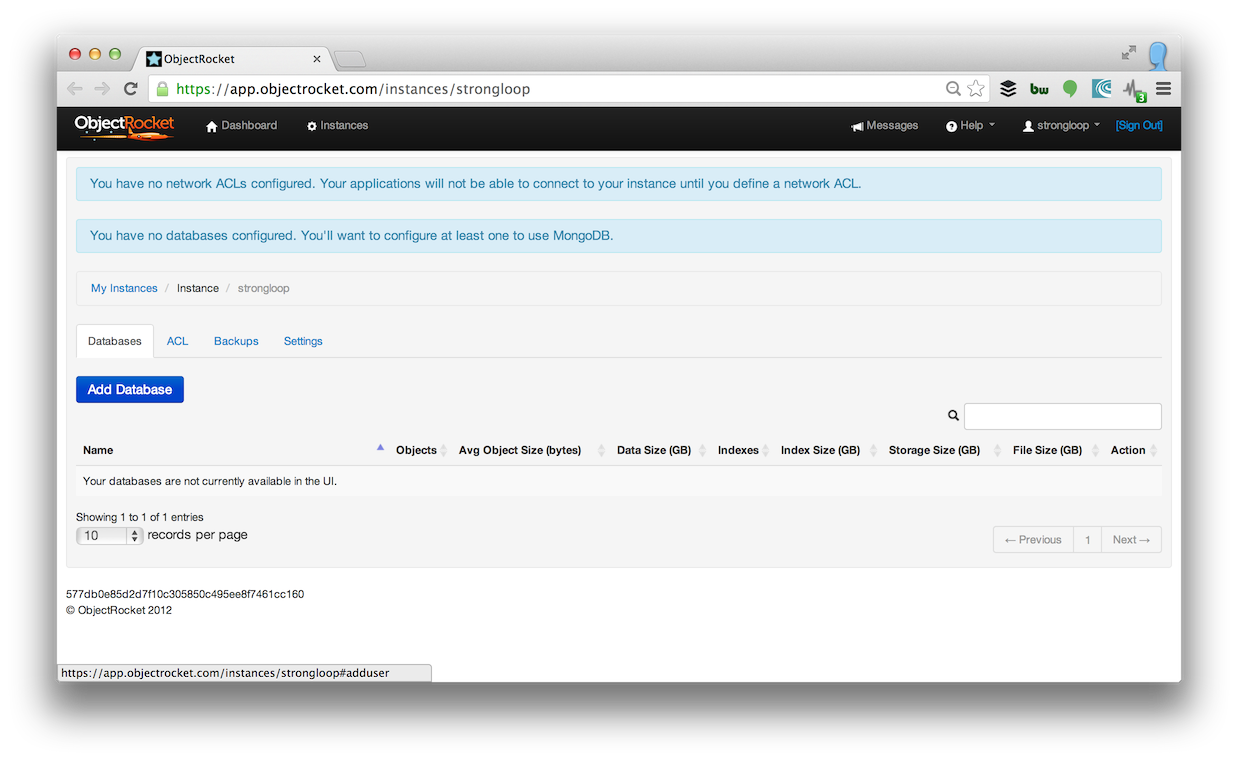 ObjectRocket
https://app.objectrocket.com/instances/strongloop
bw
3
ObjectRocket Dashboard Instances Messages Help strongloop [Sign Out]
You have no network ACLs configured. Your applications will not be able to connect to your instance until you define a network ACL.
You have no databases configured. You'll want to configure at least one to use MongoDB.
My Instances / Instance / strongloop
Databases ACL Backups Settings
Add Database
Name Objects Avg Object Size (bytes) Data Size (GB) Indexes Index Size (GB) Storage Size (GB) File Size (GB) Action
Your databases are not currently available in the UI.
Showing 1 to 1 of 1 entries
10 records per page
← Previous 1 Next →
577db0e85d2d7f10c305850c495ee8f7461cc160
© ObjectRocket 2012
https://app.objectrocket.com/instances/strongloop#adduser